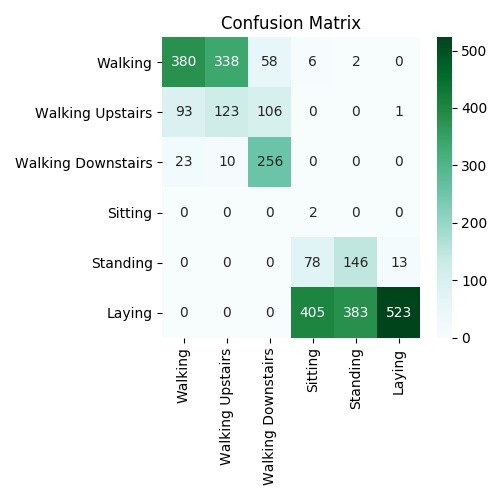 Confusion Matrix
Walking 380 338 58 6 2 0
Walking Upstairs 93 123 106 0 0 1
Walking Downstairs 23 10 256 0 0 0
Sitting 0 0 0 2 0 0
Standing 0 0 0 78 146 13
Laying 0 0 0 405 383 523
Walking
Walking Upstairs
Walking Downstairs
Sitting
Standing
Laying
500
400
300
200
100
0